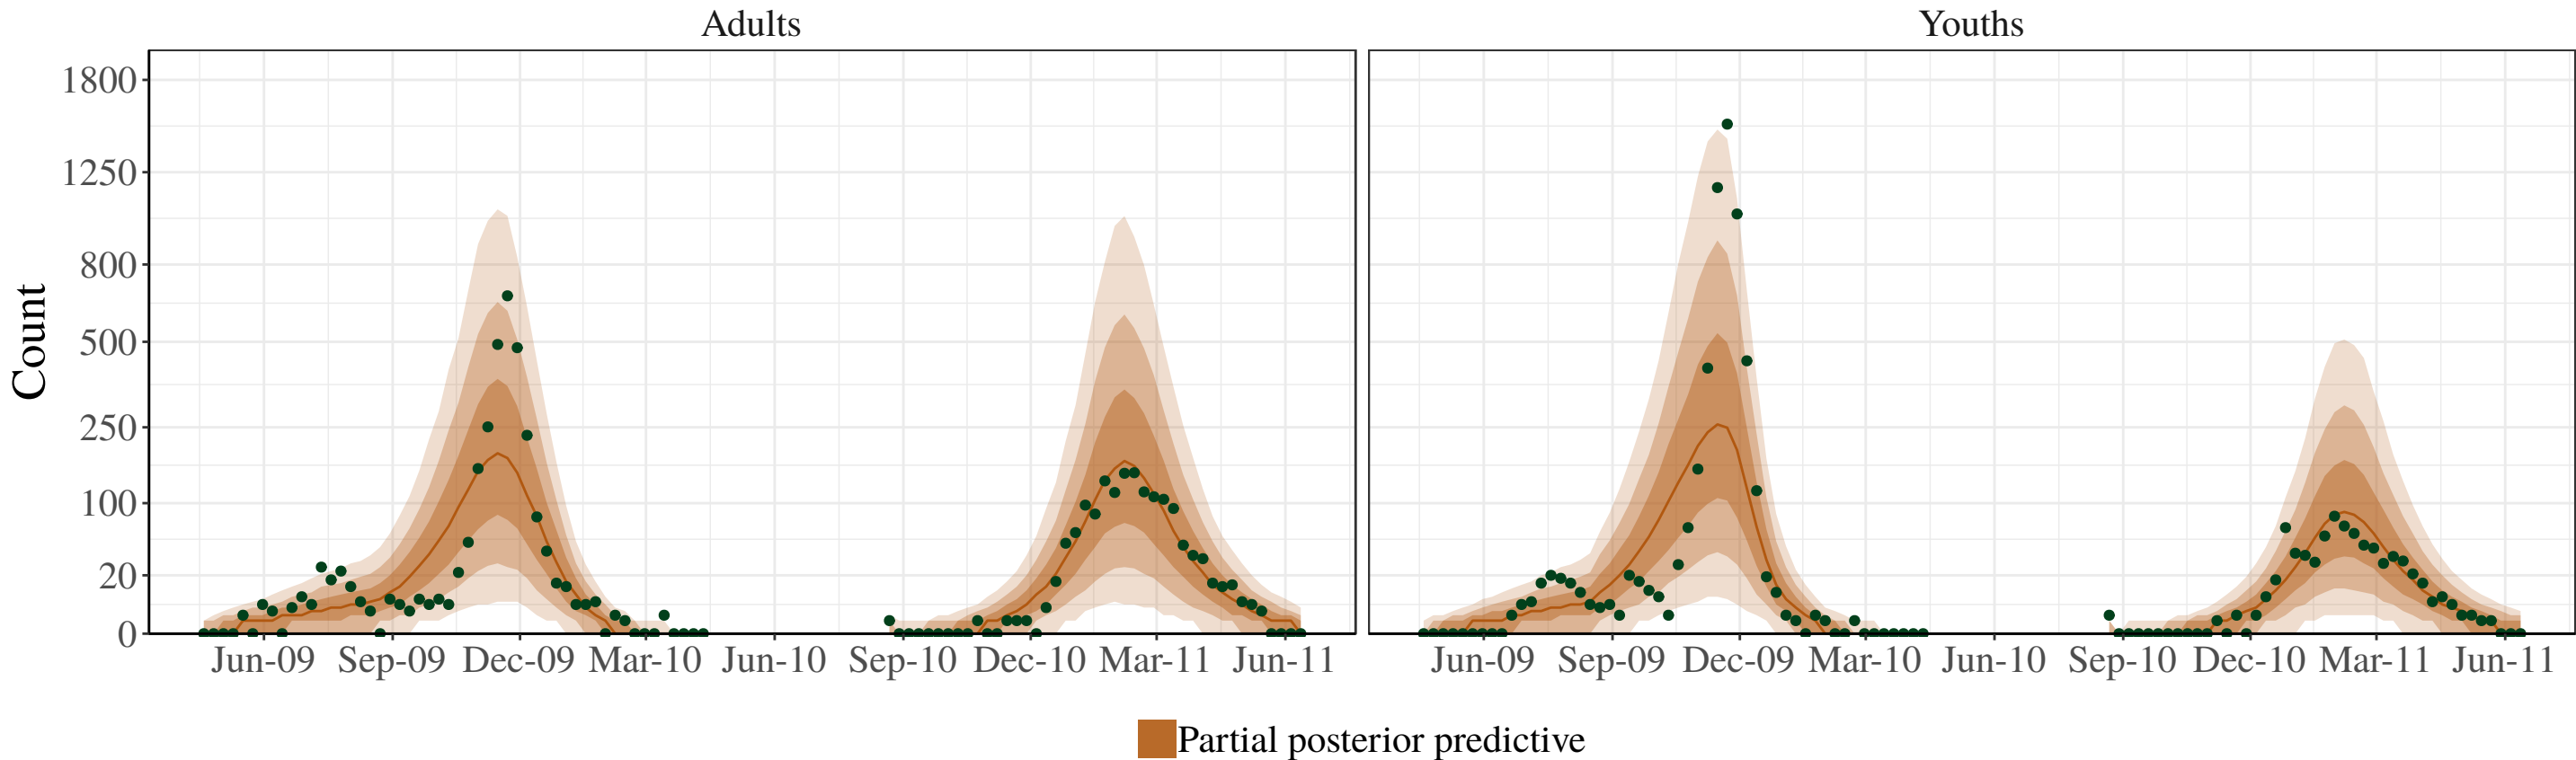 Adults Youths
Count
1800
1250
800
500
250
100
20
0
Jun-09 Sep-09 Dec-09 Mar-10 Jun-10 Sep-10 Dec-10 Mar-11 Jun-11 Jun-09 Sep-09 Dec-09 Mar-10 Jun-10 Sep-10 Dec-10 Mar-11 Jun-11
Partial posterior predictive